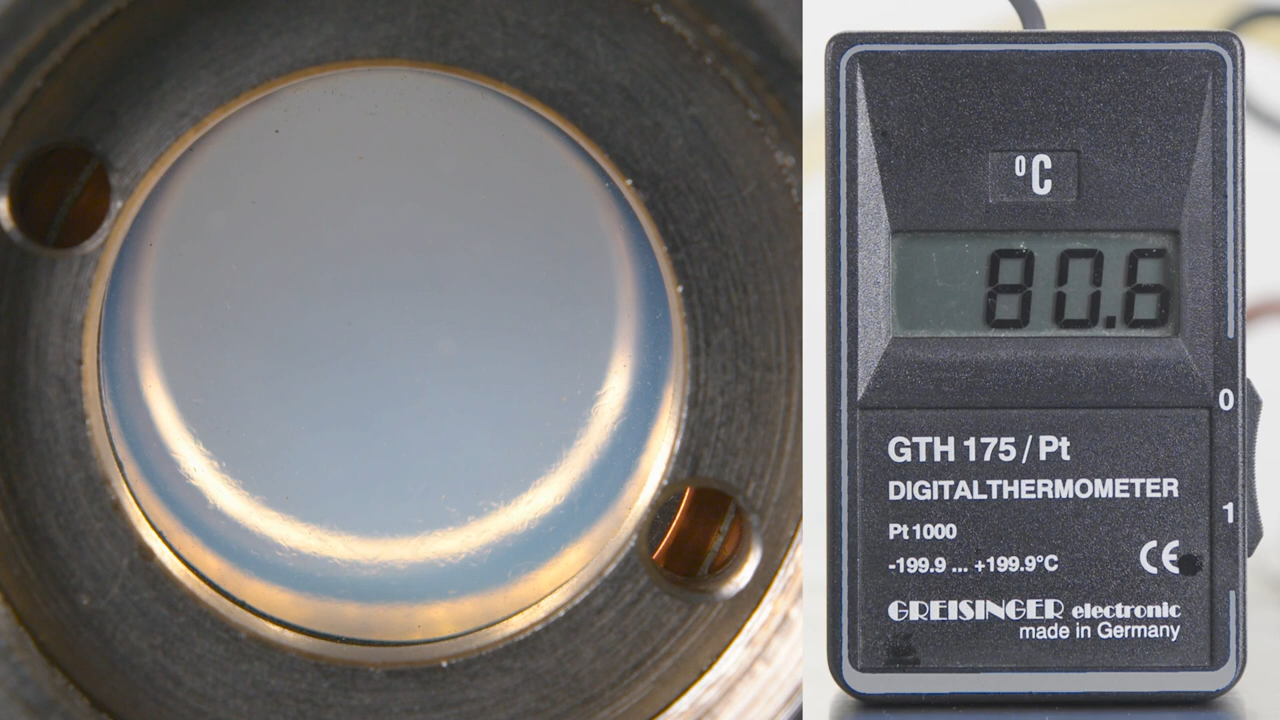 ⁰C
80.6
0
GTH 175 / Pt
DIGITALTHERMOMETER
1
Pt 1000
-199.9 ... +199.9°C
CE
GREISINGER electronic
made in Germany